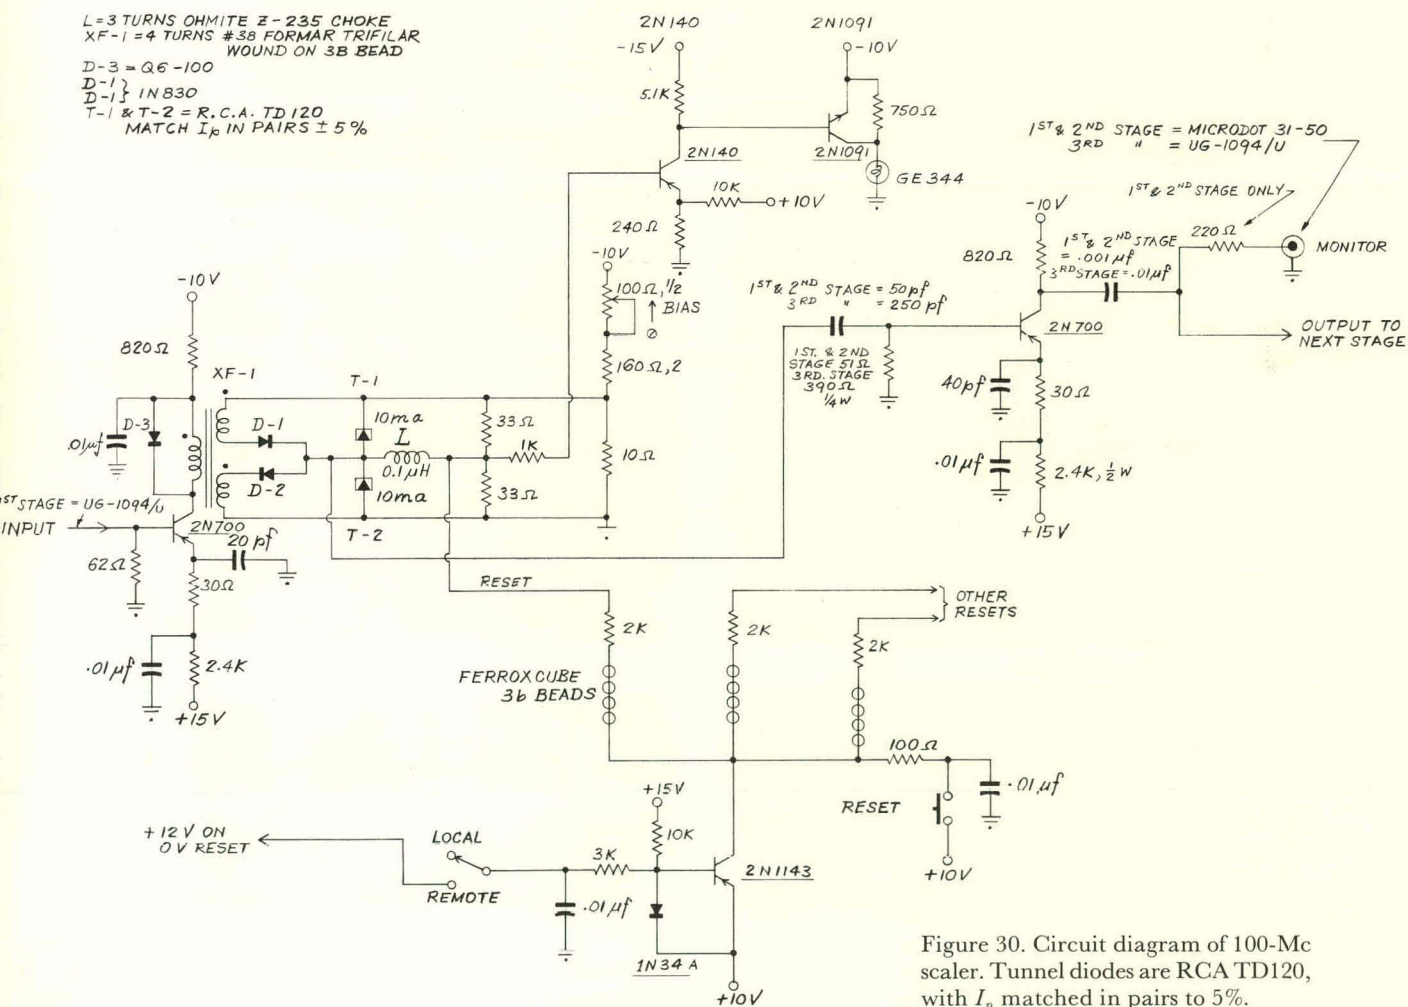 L=3 TURNS OHMITE Z-235 CHOKE
XF-1=4 TURNS #38 FORMAR TRIFILAR
WOUND ON 3B BEAD
D-3=Q6-100
D-1}
D-1} 1N830
T-1 & T-2 = R.C.A. TD120
MATCH Ip IN PAIRS ±5%
2N140
-15V
5.1K
2N140
10K
+10V
240Ω
2N1091
-10V
750Ω
2N1091
GE344
1ST & 2ND STAGE = MICRODOT 31-50
3RD " = UG-1094/U
1ST & 2ND STAGE ONLY
220Ω
MONITOR
-10V
820Ω
1ST & 2ND STAGE
= .001µf
3RD STAGE=.01µf
2N700
OUTPUT TO
NEXT STAGE
40pf
30Ω
.01µf
2.4K, 1/2 W
+15V
1ST & 2ND STAGE = 50pf
3RD " = 250pf
1ST. & 2ND
STAGE 51Ω
3RD. STAGE
390Ω
1/4W
-10V
100Ω,1/2
BIAS
160Ω,2
10Ω
-10V
820Ω
XF-1
.01µf
D-3
D-1
D-2
T-1
10ma
L
0.1µH
10ma
T-2
33Ω
1K
33Ω
1ST STAGE = UG-1094/U
INPUT
2N700
20pf
62Ω
30Ω
.01µf
2.4K
+15V
RESET
2K
2K
2K
OTHER
RESETS
FERROXCUBE
3b BEADS
100Ω
.01µf
RESET
+10V
+12V ON
0V RESET
LOCAL
REMOTE
+15V
10K
3K
.01µf
2N1143
1N34A
+10V
Figure 30. Circuit diagram of 100-Mc
scaler. Tunnel diodes are RCA TD120,
with Ip matched in pairs to 5%.